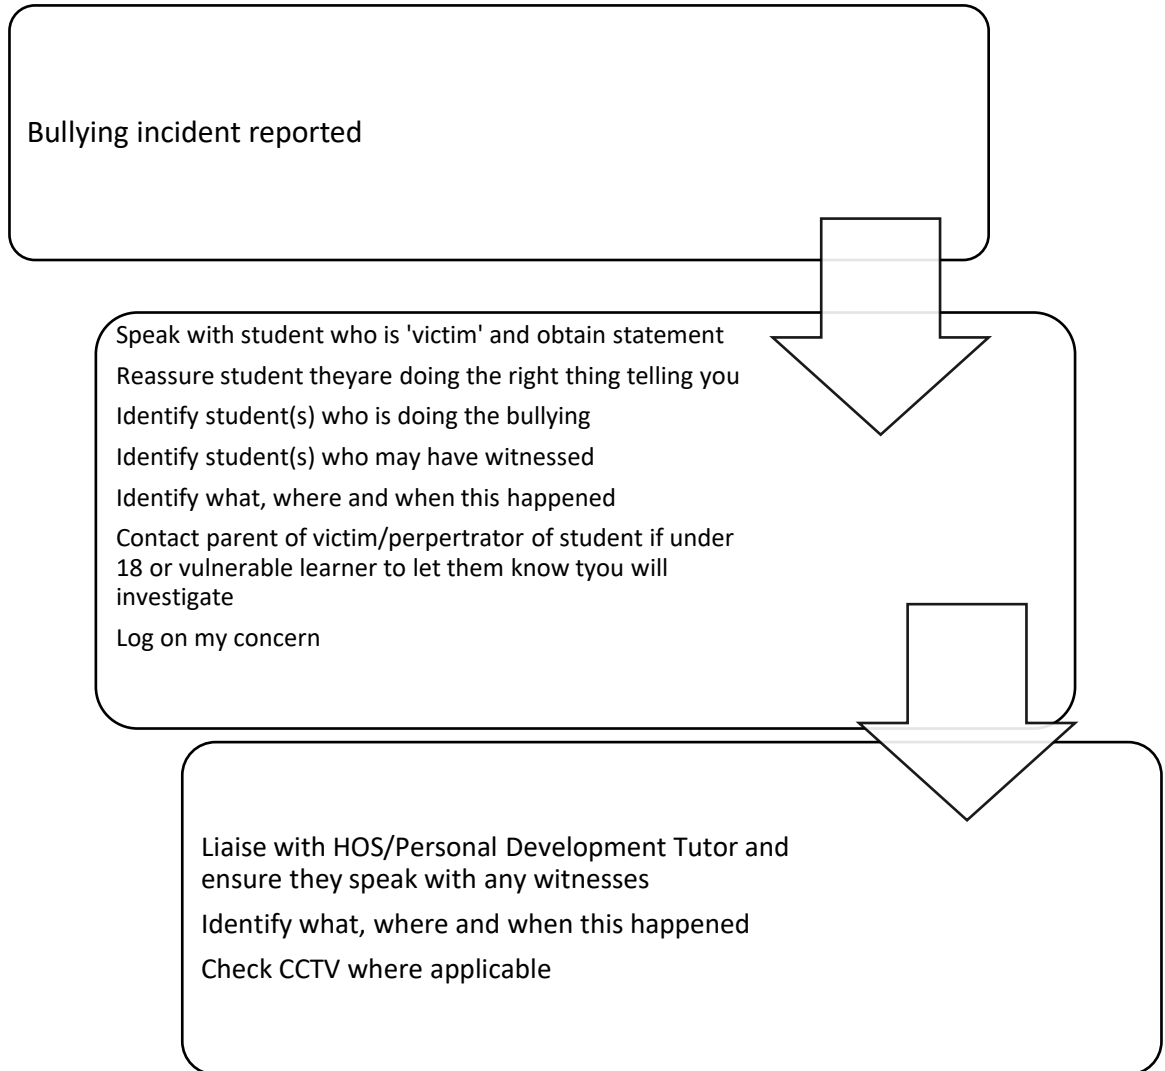 Bullying incident reported
Speak with student who is 'victim' and obtain statement
Reassure student theyare doing the right thing telling you
Identify student(s) who is doing the bullying
Identify student(s) who may have witnessed
Identify what, where and when this happened
Contact parent of victim/perpertrator of student if under
18 or vulnerable learner to let them know tyou will
investigate
Log on my concern
Liaise with HOS/Personal Development Tutor and
ensure they speak with any witnesses
Identify what, where and when this happened
Check CCTV where applicable